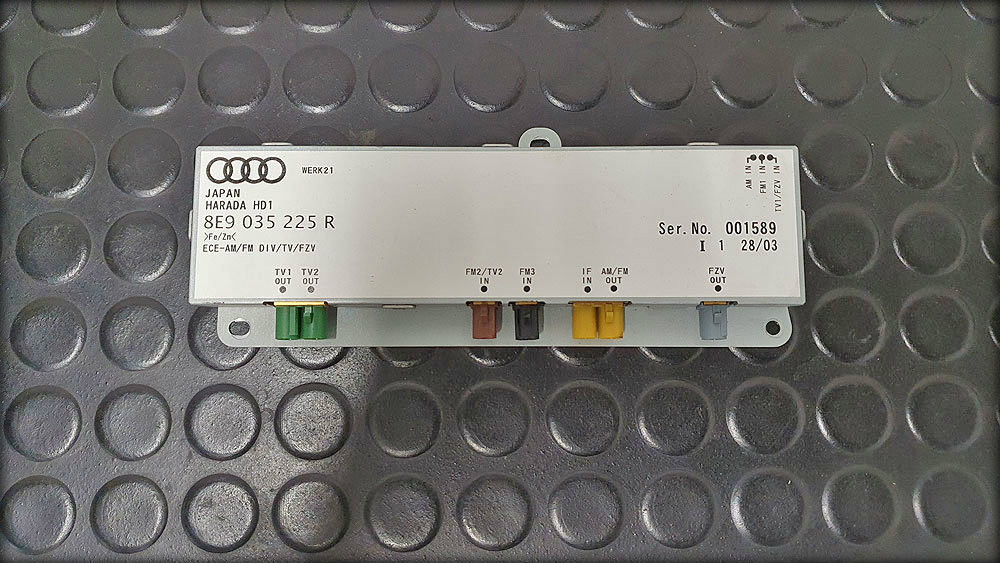 WERK21
JAPAN
HARADA HD1
8E9 035 225 R
>Fe/Zn<
ECE-AM/FM DIV/TV/FZV
AM IN
FM1 IN
TV1/FZV IN
Ser.No. 001589
I 1 28/03
TV1 OUT
TV2 OUT
FM2/TV2 IN
FM3 IN
IF IN
AM/FM OUT
FZV OUT